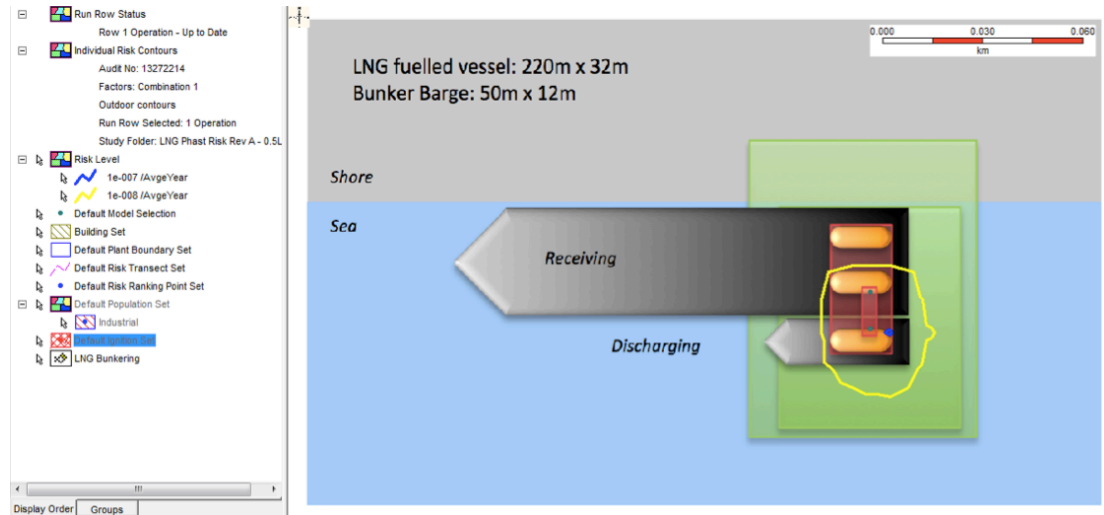 Run Row Status
Row 1 Operation - Up to Date
Individual Risk Contours
Audit No: 13272214
Factors: Combination 1
Outdoor contours
Run Row Selected: 1 Operation
Study Folder: LNG Phast Risk Rev A - 0.5L
Risk Level
1e-007 /AvgeYear
1e-008 /AvgeYear
Default Model Selection
Building Set
Default Plant Boundary Set
Default Risk Transect Set
Default Risk Ranking Point Set
Default Population Set
Industrial
Default Ignition Set
LNG Bunkering
Display Order Groups
0.000 0.030 0.060
km
LNG fuelled vessel: 220m x 32m
Bunker Barge: 50m x 12m
Shore
Sea
Receiving
Discharging